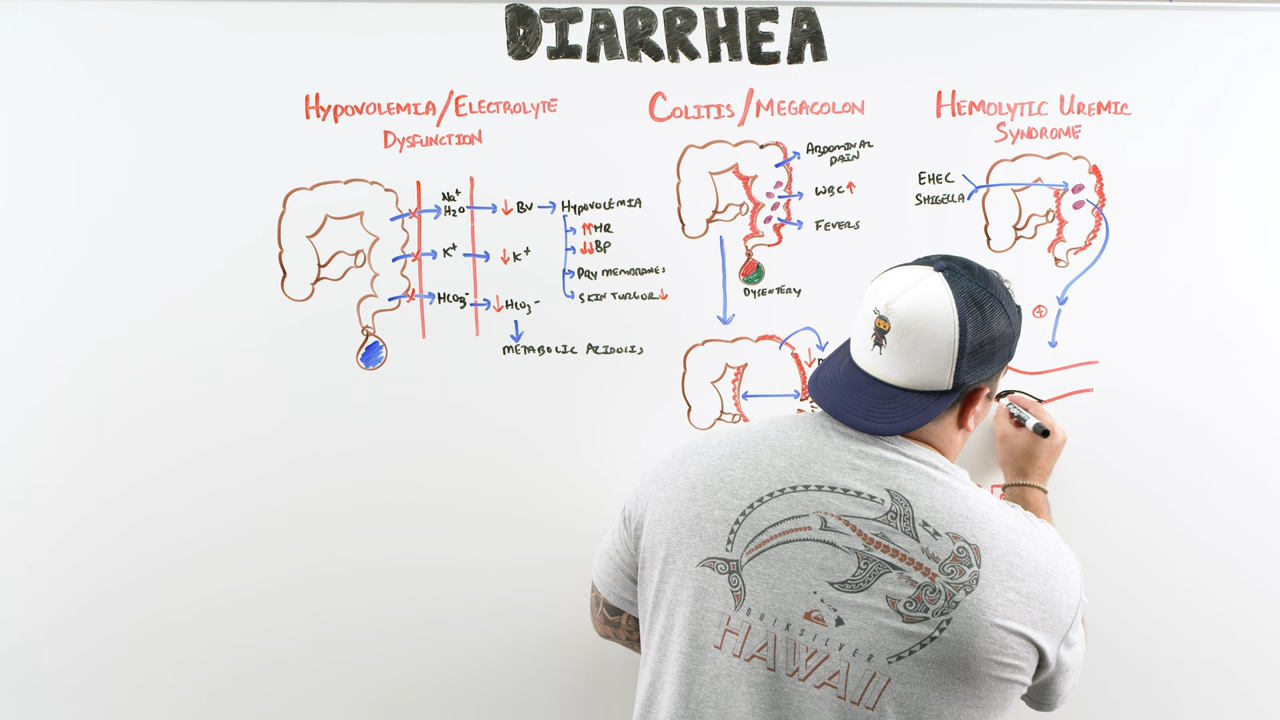 DIARRHEA
HYPOVOLEMIA/ELECTROLYTE
DYSFUNCTION
Na+
H2O
↓ BV → HYPOVOLEMIA
↑↑HR
↓↓BP
DRY MEMBRANES
SKIN TURGOR↓
K+
↓K+
HCO3-
↓HCO3-
METABOLIC ACIDOSIS
COLITIS/MEGACOLON
ABDOMINAL
PAIN
WBC↑
FEVERS
DYSENTERY
HEMOLYTIC UREMIC
SYNDROME
EHEC
SHIGELLA
+
QUIKSILVER
HAWAII